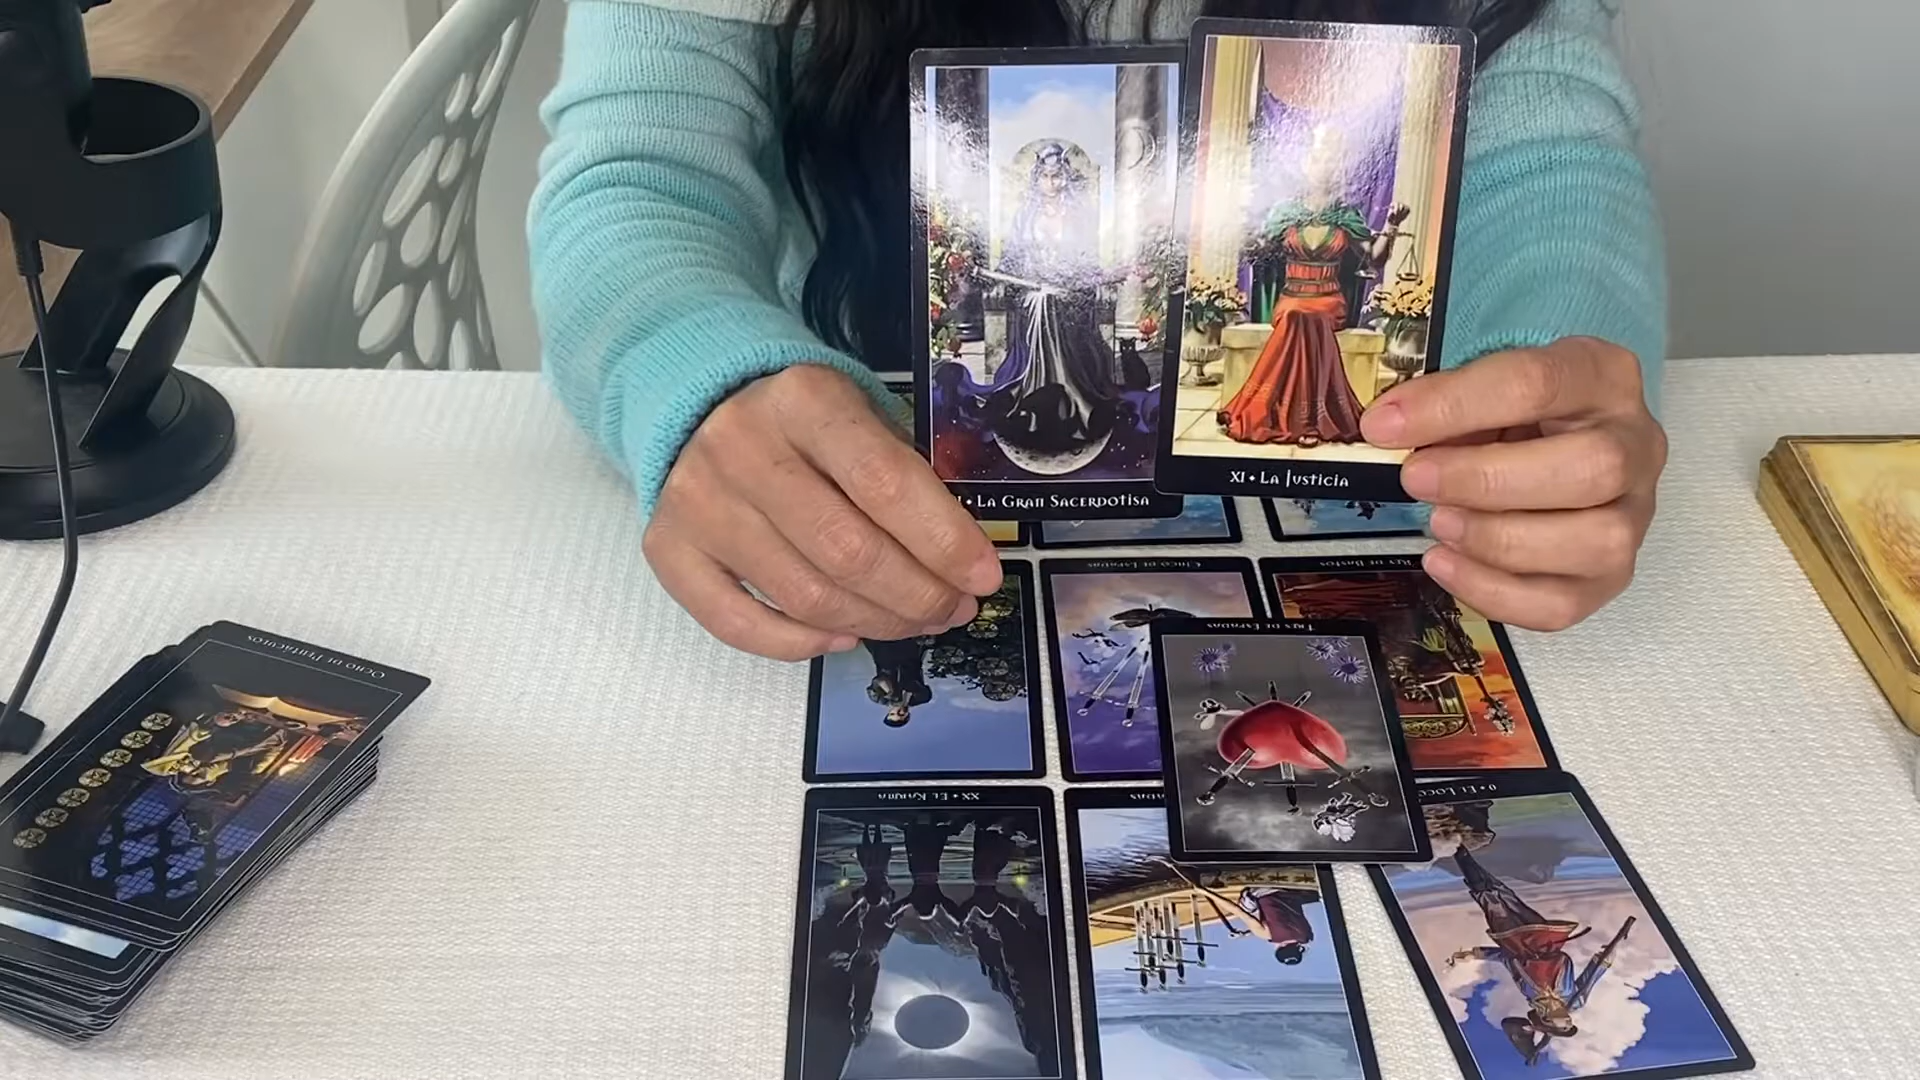 • La Gran Sacerdotisa
XI • La Justicia
Cinco de Espadas
Rey de Bastos
Tres de Espadas
Ocho de Pentáculos
XX • El Karma
0 • El Loco